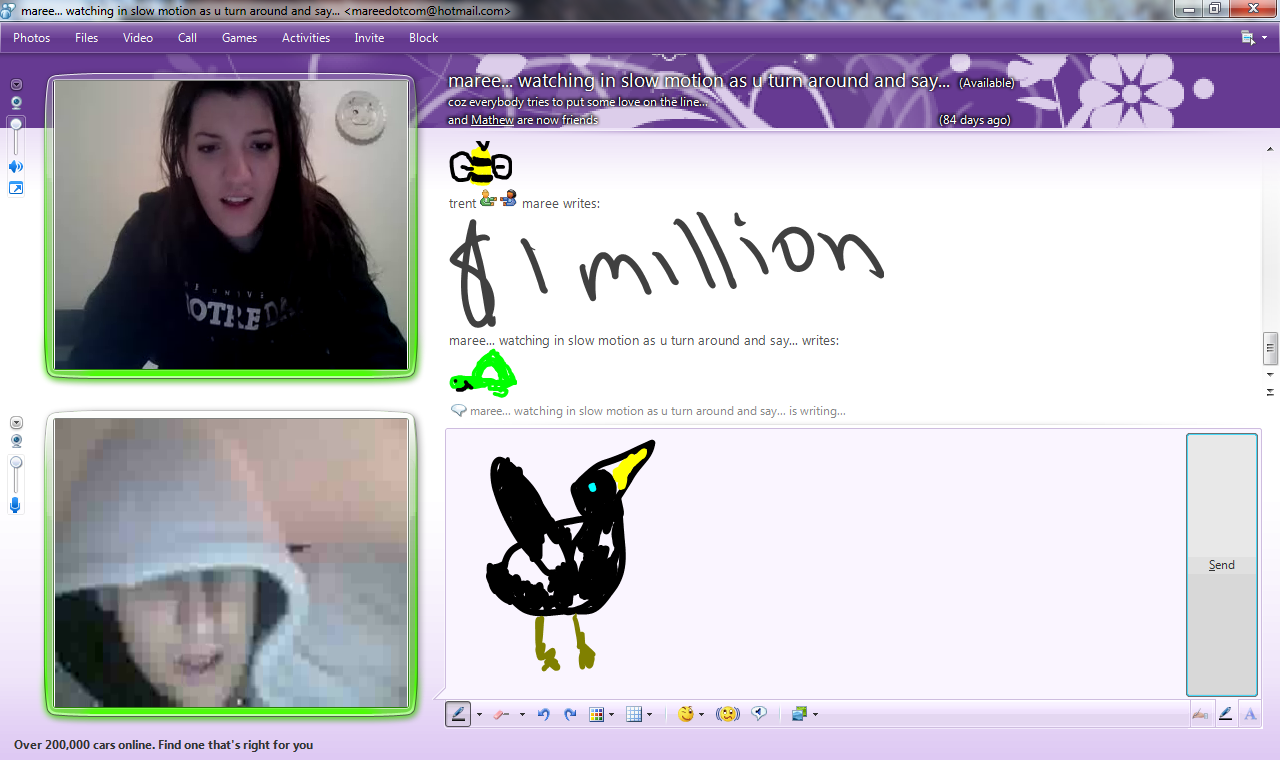 maree... watching in slow motion as u turn around and say... <mareedotcom@hotmail.com>
Photos Files Video Call Games Activities Invite Block
maree... watching in slow motion as u turn around and say... (Available)
coz everybody tries to put some love on the line...
and Mathew are now friends (84 days ago)
trent maree writes:
$1 million
maree... watching in slow motion as u turn around and say... writes:
maree... watching in slow motion as u turn around and say... is writing...
Send
A
Over 200,000 cars online. Find one that's right for you